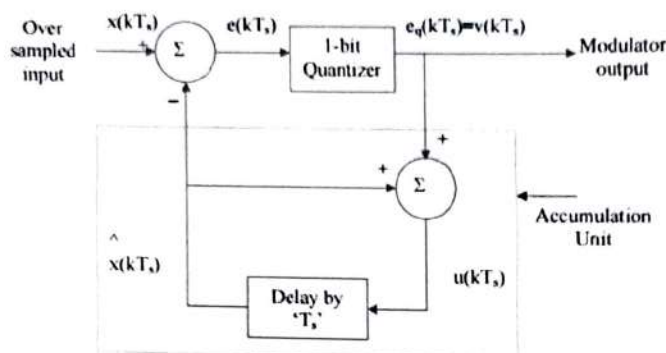 Over
sampled
input
x(kTs)
+
Σ
−
e(kTs)
1-bit
Quantizer
eq(kTs)=v(kTs)
Modulator
output
+
+
Σ
Accumulation
Unit
^
x(kTs)
Delay by
‘Ts’
u(kTs)